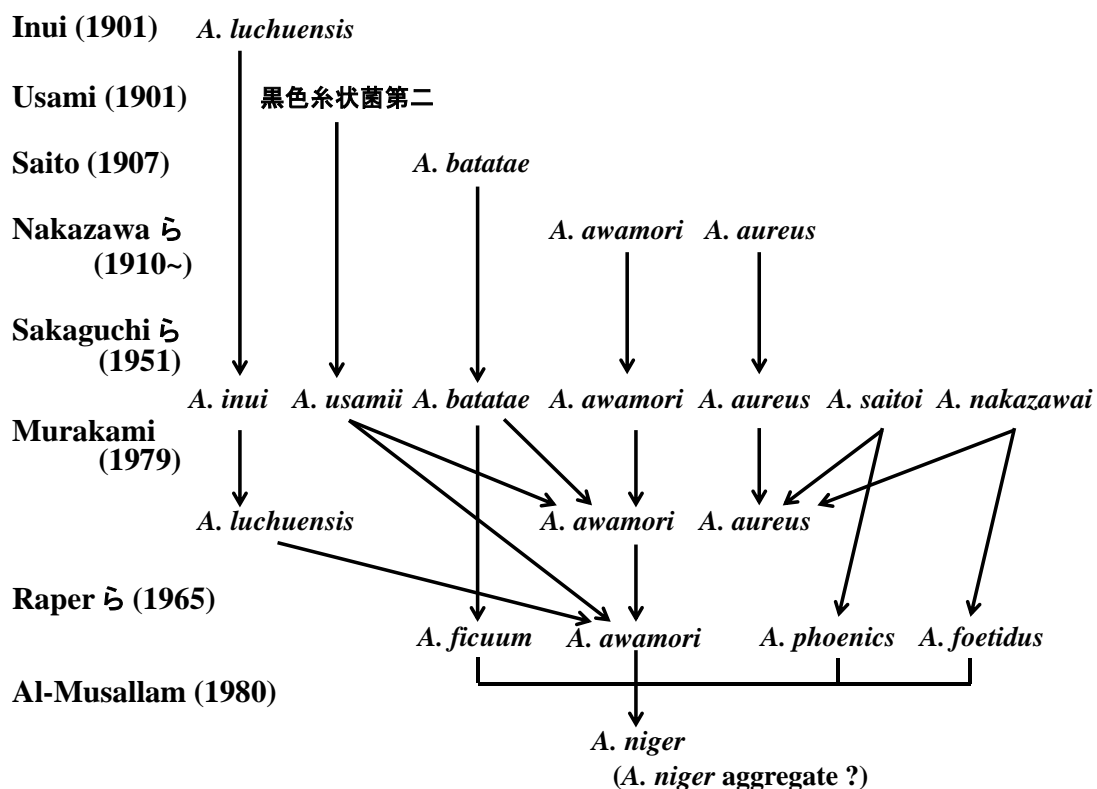 Inui (1901) A. luchuensis
Usami (1901) 黒色糸状菌第二
Saito (1907) A. batatae
Nakazawa ら A. awamori A. aureus
(1910~)
Sakaguchi ら
(1951)
A. inui A. usamii A. batatae A. awamori A. aureus A. saitoi A. nakazawai
Murakami
(1979)
A. luchuensis A. awamori A. aureus
Raper ら (1965)
A. ficuum A. awamori A. phoenics A. foetidus
Al-Musallam (1980)
A. niger
(A. niger aggregate ?)